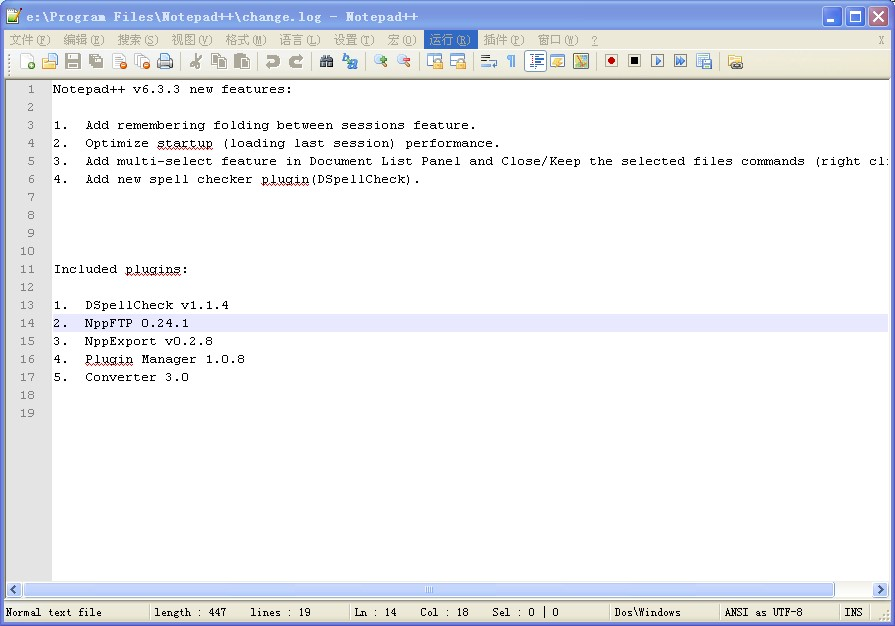 e:\Program Files\Notepad++\change.log - Notepad++
文件(F) 编辑(E) 搜索(S) 视图(V) 格式(M) 语言(L) 设置(T) 宏(O) 运行(R) 插件(P) 窗口(W) ? X
1 Notepad++ v6.3.3 new features:
2
3 1. Add remembering folding between sessions feature.
4 2. Optimize startup (loading last session) performance.
5 3. Add multi-select feature in Document List Panel and Close/Keep the selected files commands (right cl
6 4. Add new spell checker plugin(DSpellCheck).
7
8
9
10
11 Included plugins:
12
13 1. DSpellCheck v1.1.4
14 2. NppFTP 0.24.1
15 3. NppExport v0.2.8
16 4. Plugin Manager 1.0.8
17 5. Converter 3.0
18
19
Normal text file length : 447 lines : 19 Ln : 14 Col : 18 Sel : 0 | 0 Dos\Windows ANSI as UTF-8 INS